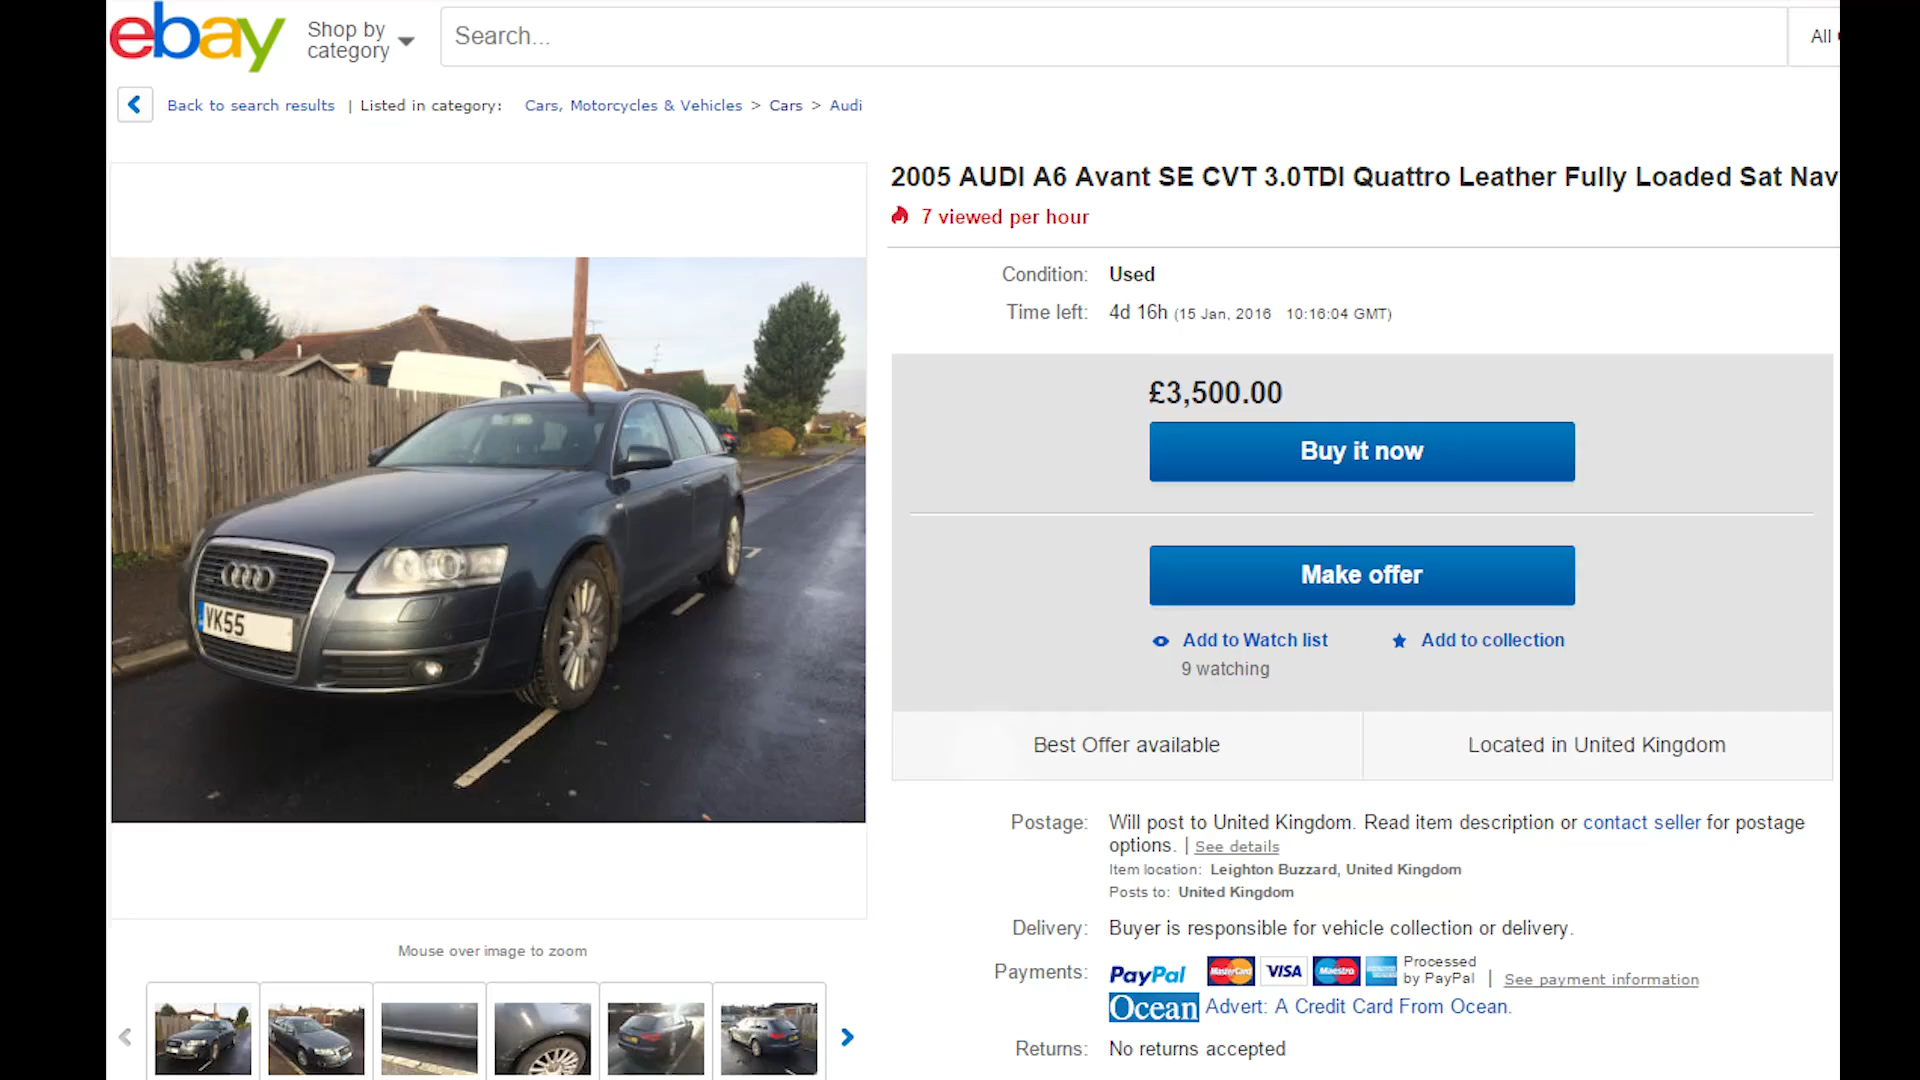 ebay
Shop by
category
Search...
All
Back to search results | Listed in category: Cars, Motorcycles & Vehicles > Cars > Audi
2005 AUDI A6 Avant SE CVT 3.0TDI Quattro Leather Fully Loaded Sat Nav
7 viewed per hour
Condition: Used
Time left: 4d 16h (15 Jan, 2016 10:16:04 GMT)
£3,500.00
Buy it now
Make offer
Add to Watch list
Add to collection
9 watching
Best Offer available
Located in United Kingdom
VK55
Postage: Will post to United Kingdom. Read item description or contact seller for postage
options. | See details
Item location: Leighton Buzzard, United Kingdom
Posts to: United Kingdom
Delivery: Buyer is responsible for vehicle collection or delivery.
Payments: PayPal MasterCard VISA Maestro Processed
by PayPal | See payment information
Ocean Advert: A Credit Card From Ocean.
Returns: No returns accepted
Mouse over image to zoom